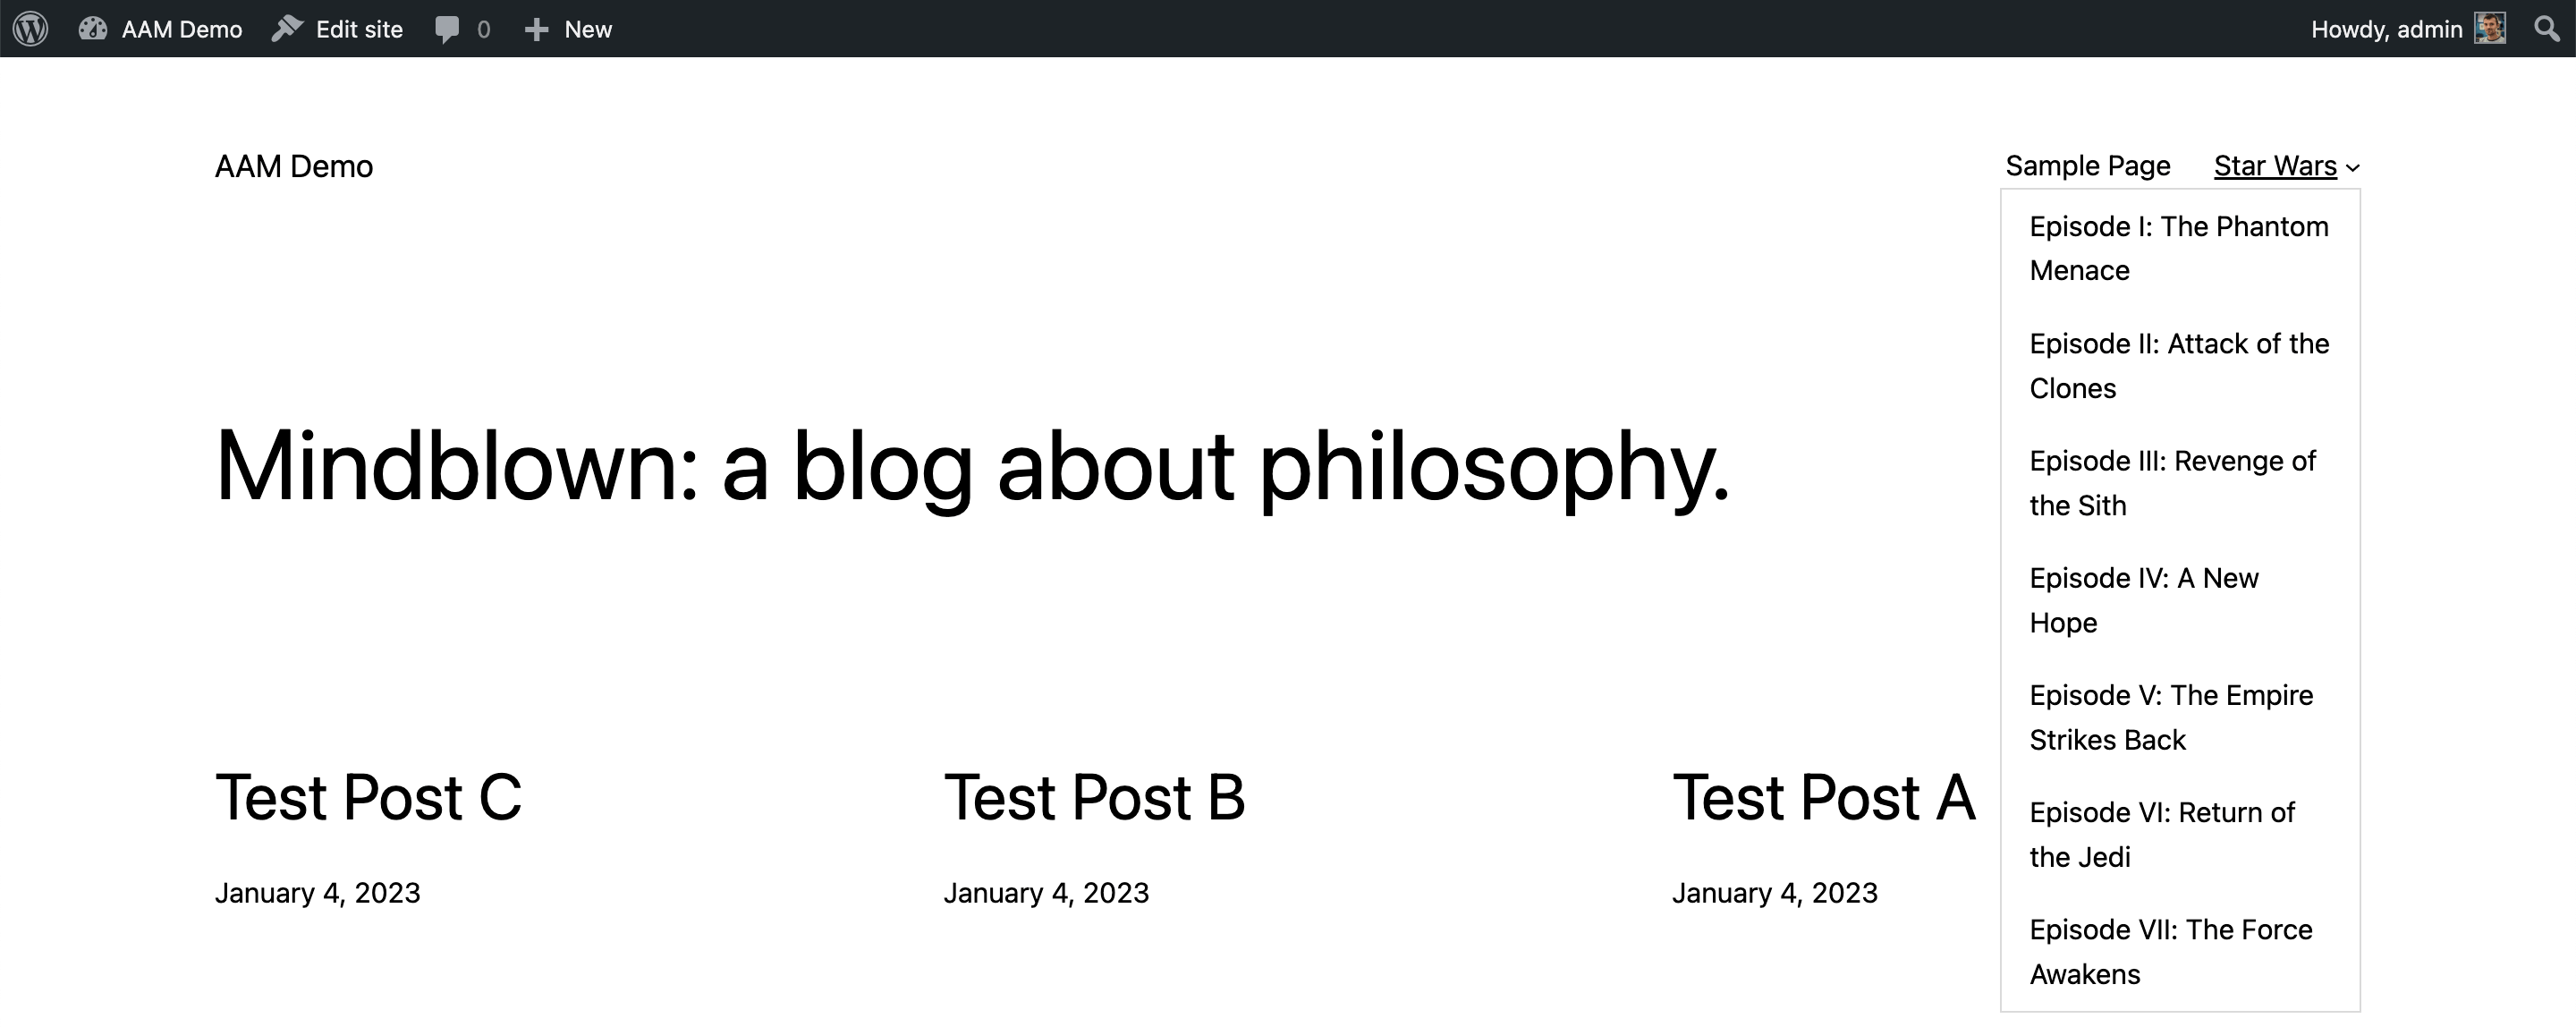 AAM Demo Edit site 0 New Howdy, admin
AAM Demo Sample Page Star Wars
Episode I: The Phantom
Menace
Episode II: Attack of the
Clones
Episode III: Revenge of
the Sith
Episode IV: A New
Hope
Episode V: The Empire
Strikes Back
Episode VI: Return of
the Jedi
Episode VII: The Force
Awakens
Mindblown: a blog about philosophy.
Test Post C
January 4, 2023
Test Post B
January 4, 2023
Test Post A
January 4, 2023